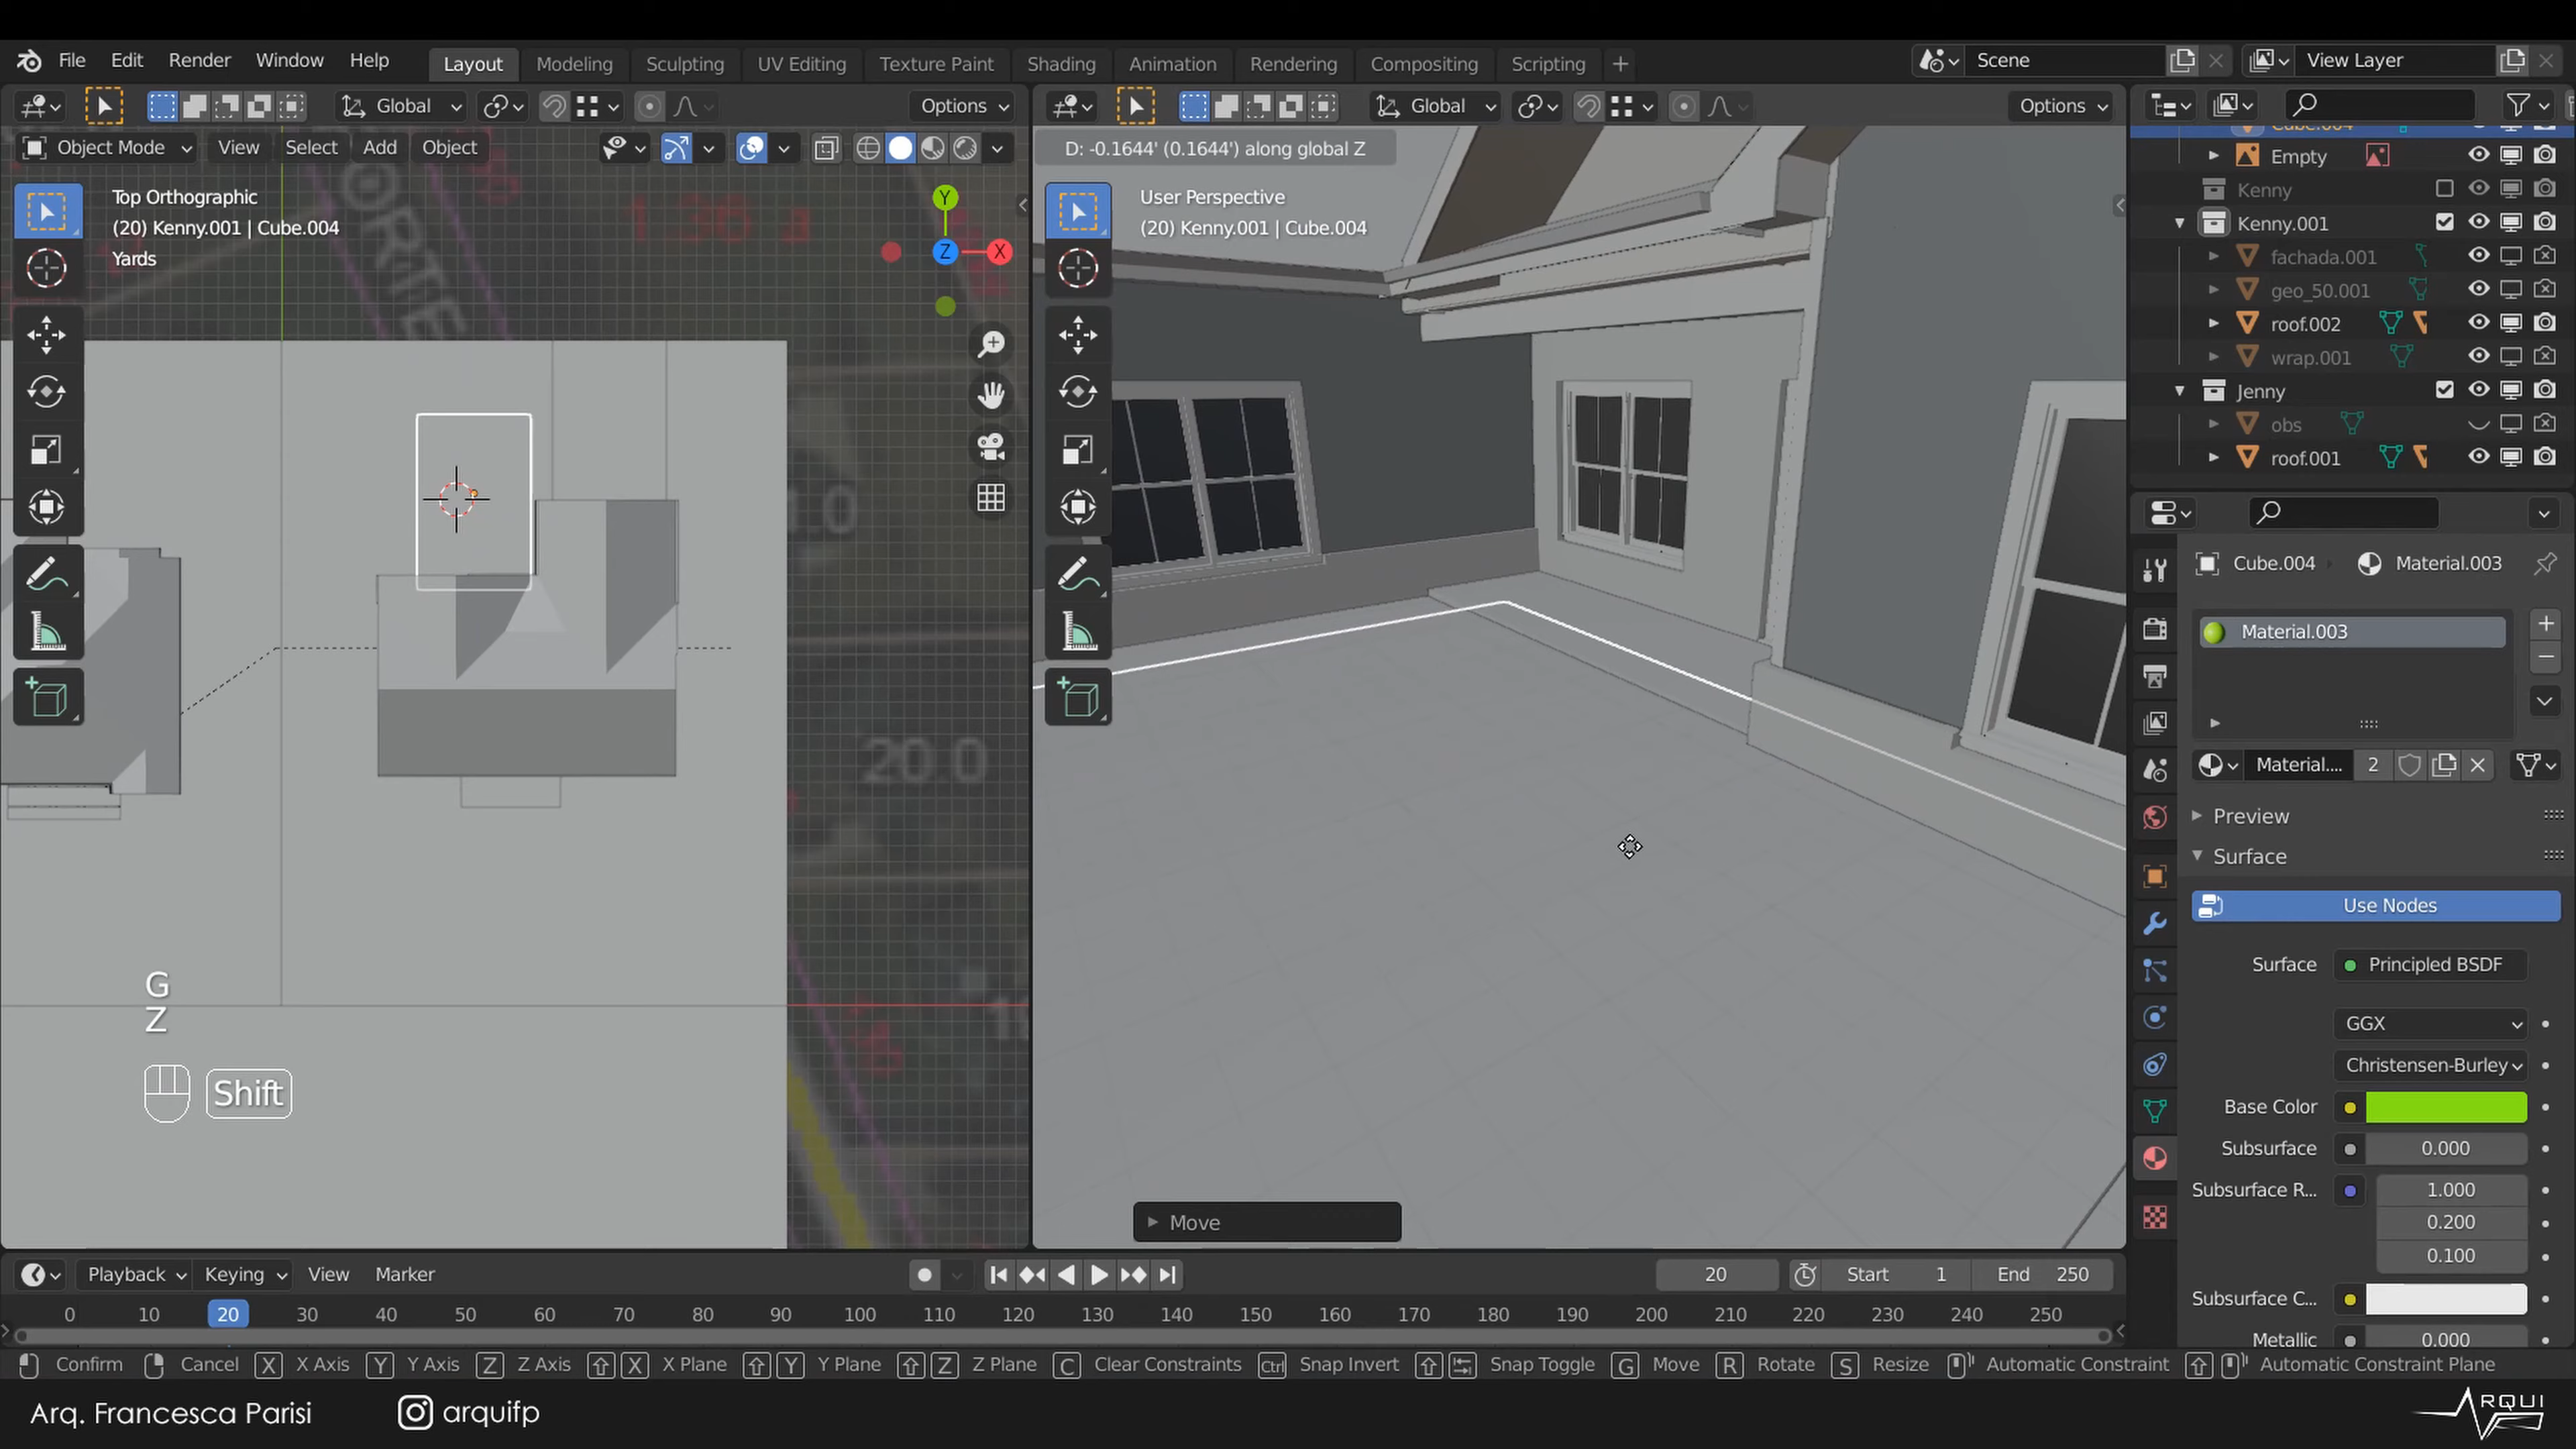 File Edit Render Window Help Layout Modeling Sculpting UV Editing Texture Paint Shading Animation Rendering Compositing Scripting + Scene View Layer
Global Options Global Options
Object Mode View Select Add Object
D: -0.1644' (0.1644') along global Z
Top Orthographic
(20) Kenny.001 | Cube.004
Yards
User Perspective
(20) Kenny.001 | Cube.004
Y
Z X
ORTE
1.36 a
20.0
Cube.004
Empty
Kenny
Kenny.001
fachada.001
geo_50.001
roof.002
wrap.001
Jenny
obs
roof.001
Cube.004 Material.003
Material.003
Material.... 2
Preview
Surface
Use Nodes
Surface Principled BSDF
GGX
Christensen-Burley
Base Color
Subsurface 0.000
Subsurface R... 1.000
0.200
0.100
Subsurface C...
Metallic 0.000
G
Z
Shift
Move
Playback Keying View Marker 20 Start 1 End 250
0 10 20 30 40 50 60 70 80 90 100 110 120 130 140 150 160 170 180 190 200 210 220 230 240 250
Confirm Cancel X X Axis Y Y Axis Z Z Axis X X Plane Y Y Plane Z Z Plane C Clear Constraints Ctrl Snap Invert Snap Toggle G Move R Rotate S Resize Automatic Constraint Automatic Constraint Plane
Arq. Francesca Parisi arquifp ARQUI